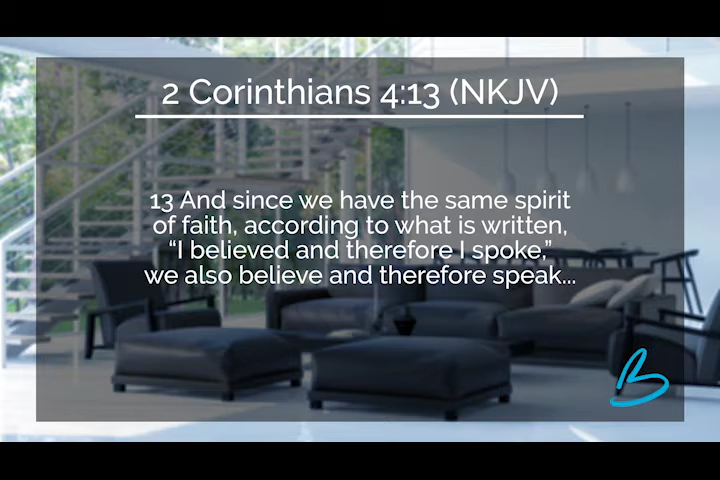 2 Corinthians 4:13 (NKJV)
13 And since we have the same spirit
of faith, according to what is written,
“I believed and therefore I spoke,”
we also believe and therefore speak...
B